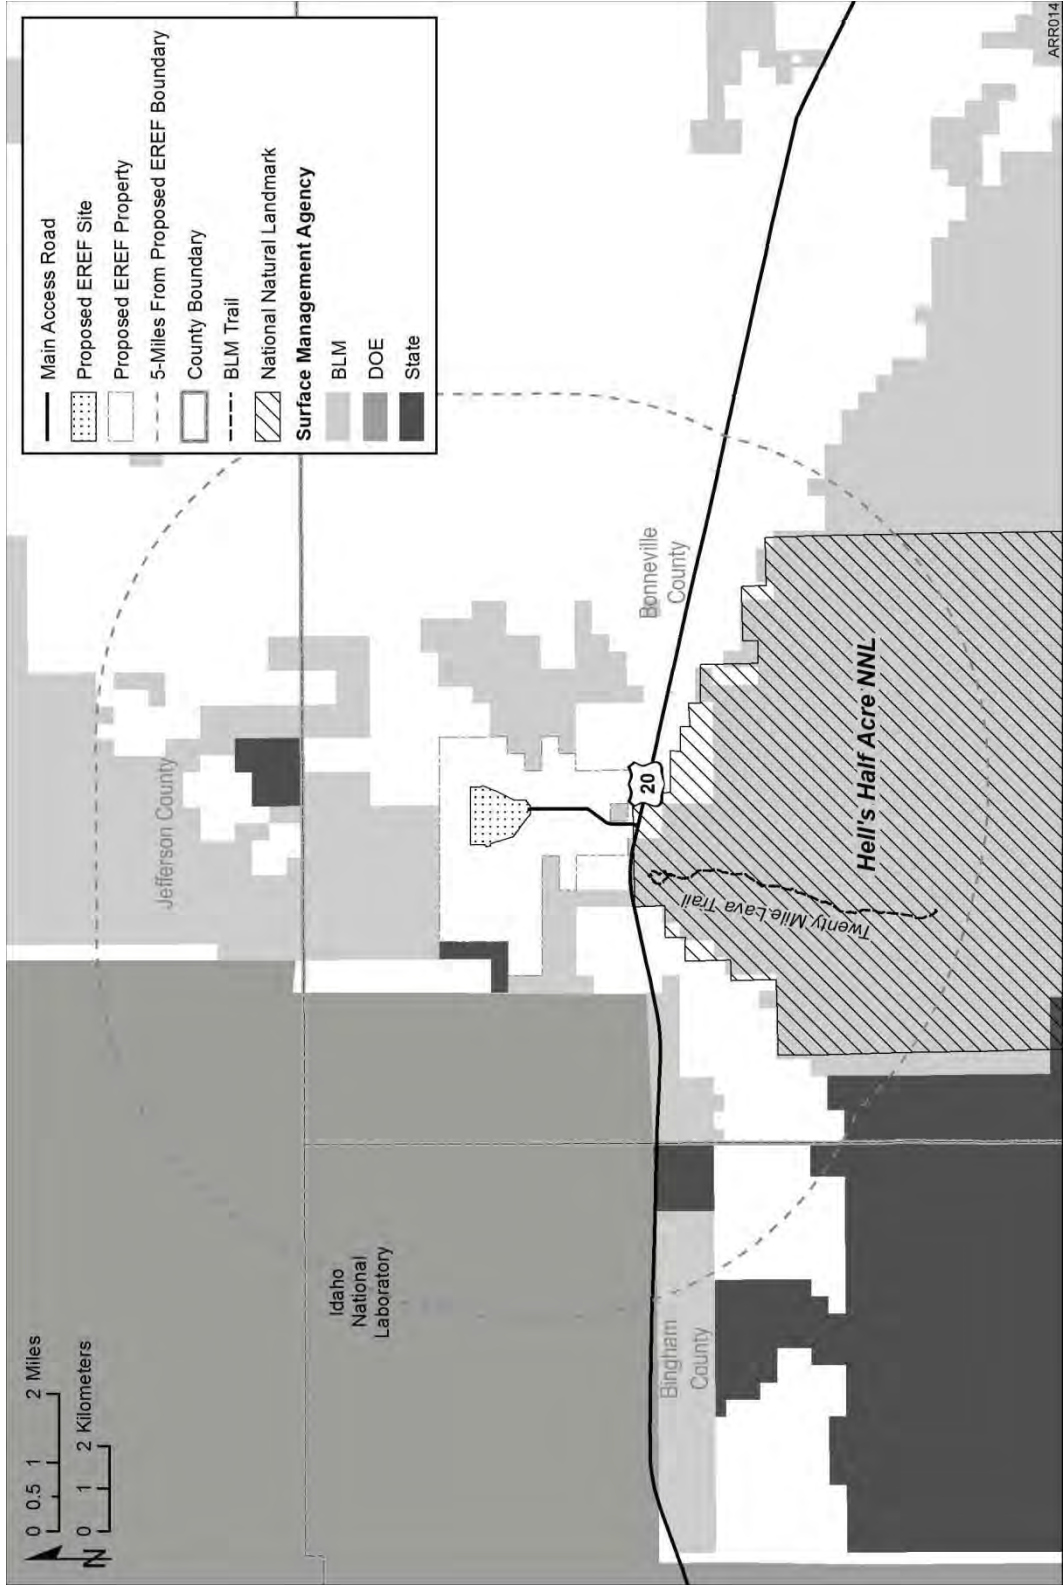 0 0.5 1 2 Miles
0 1 2 Kilometers
N
Main Access Road
Proposed EREF Site
Proposed EREF Property
5-Miles From Proposed EREF Boundary
County Boundary
BLM Trail
National Natural Landmark
Surface Management Agency
BLM
DOE
State
Jefferson County
Idaho
National
Laboratory
Bonneville
County
20
Bingham
County
Twenty Mile Lava Trail
Hell's Half Acre NNL
ARR014